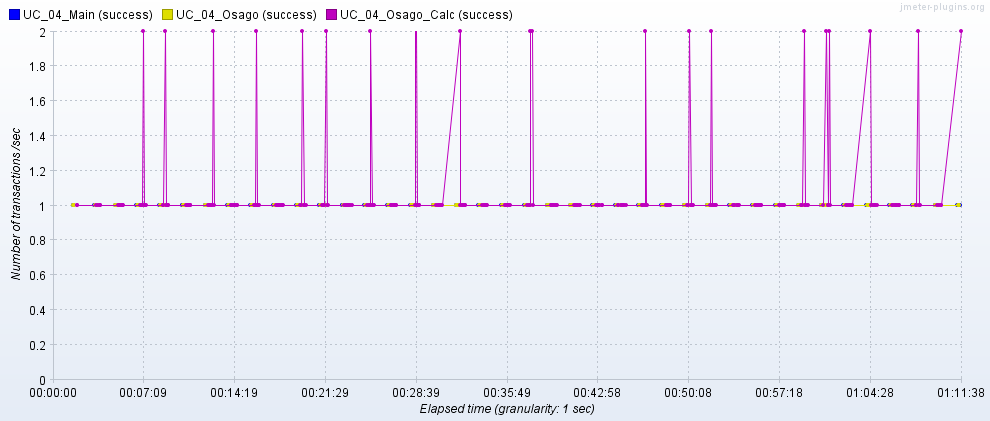 UC_04_Main (success) UC_04_Osago (success) UC_04_Osago_Calc (success)
jmeter-plugins.org
2
1.8
1.6
1.4
1.2
1
0.8
0.6
0.4
0.2
0
Number of transactions /sec
00:00:00 00:07:09 00:14:19 00:21:29 00:28:39 00:35:49 00:42:58 00:50:08 00:57:18 01:04:28 01:11:38
Elapsed time (granularity: 1 sec)